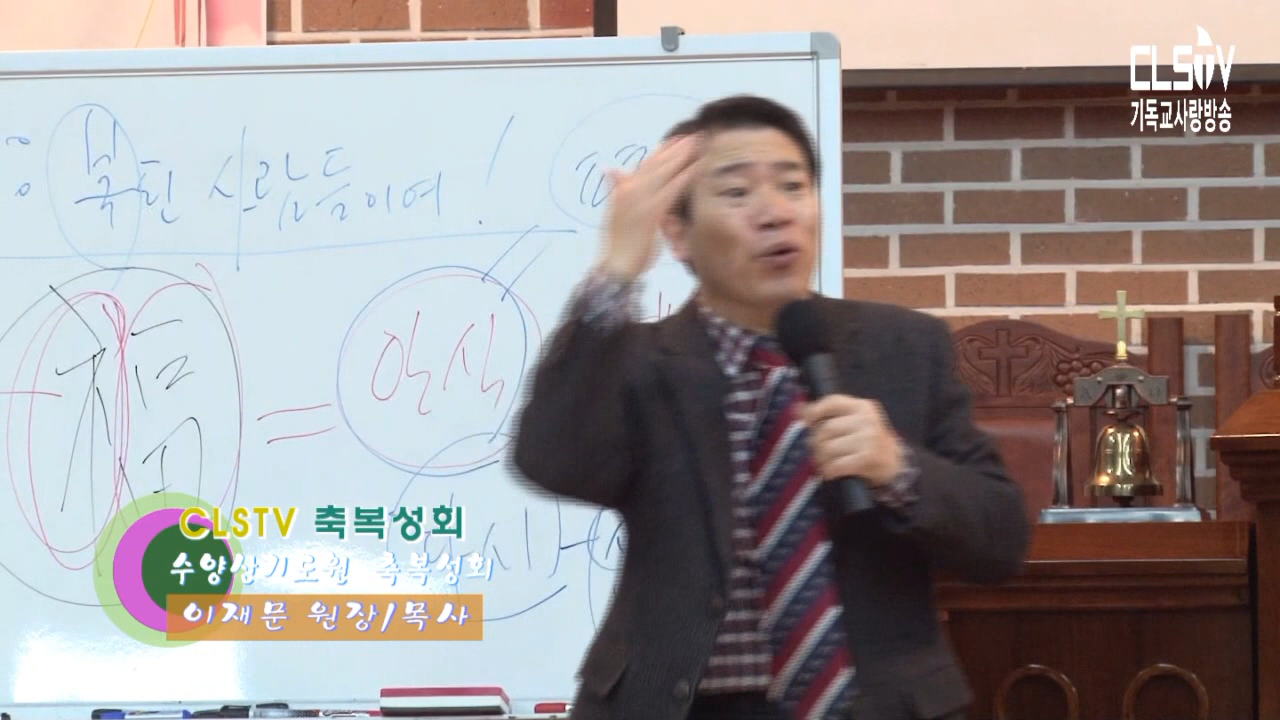 CLSTV
기독교사랑방송
복된 사람들이여!
福 = 안식
CLSTV 축복성회
수양산기도원 축복성회
이재문 원장/목사